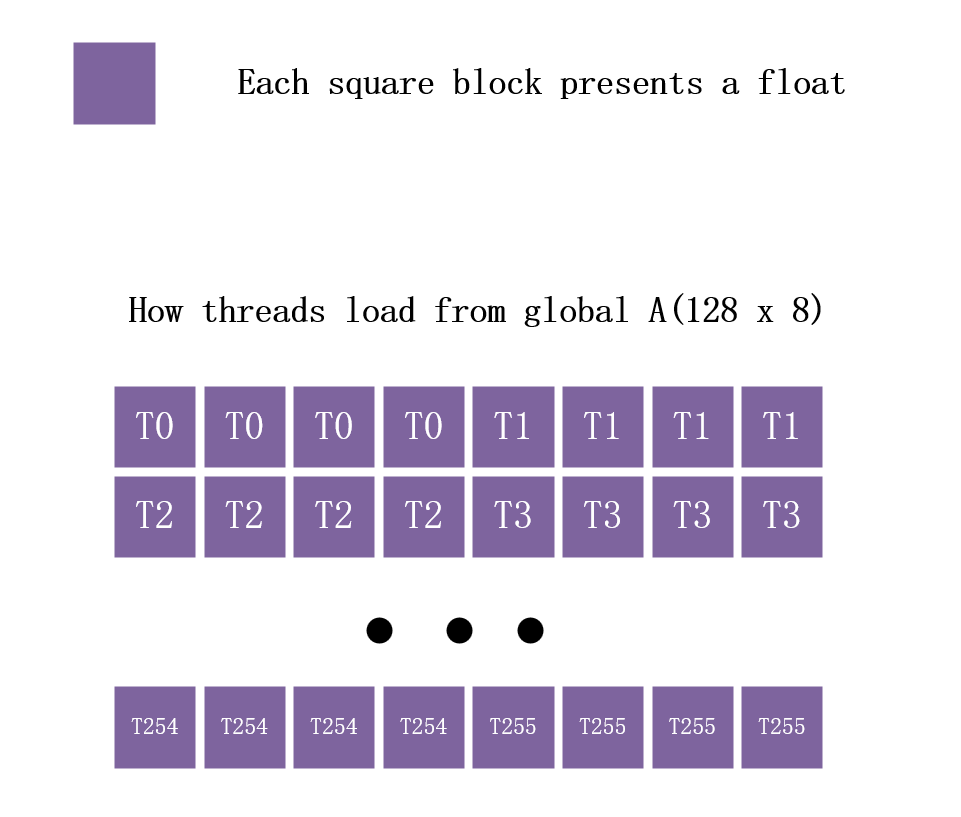 Each square block presents a float
How threads load from global A(128 x 8)
T0 T0 T0 T0 T1 T1 T1 T1
T2 T2 T2 T2 T3 T3 T3 T3
T254 T254 T254 T254 T255 T255 T255 T255